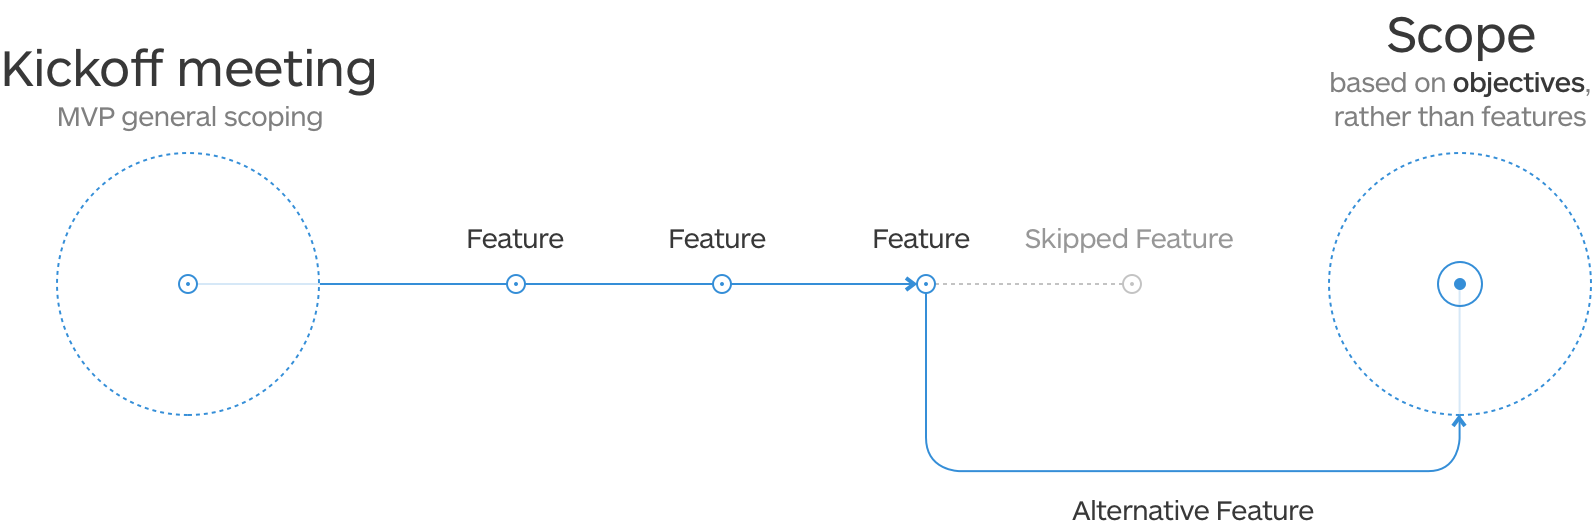 Kickoff meeting
MVP general scoping
Scope
based on objectives,
rather than features
Feature
Feature
Feature
Skipped Feature
Alternative Feature